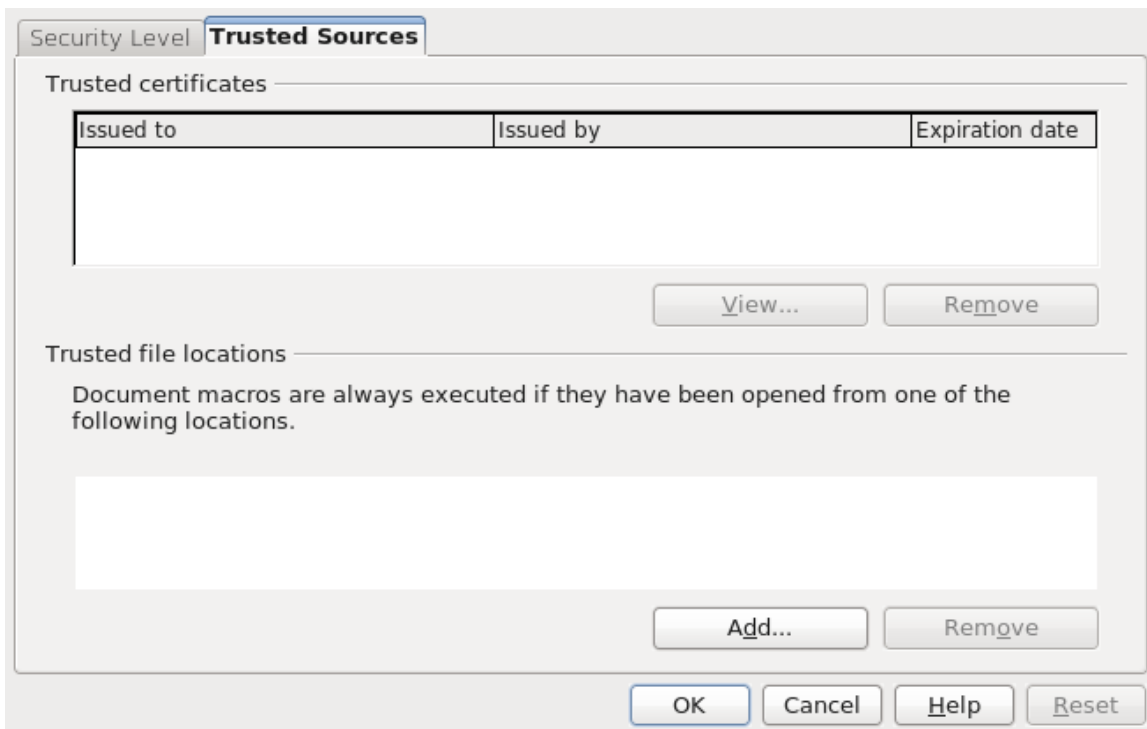 Security Level Trusted Sources
Trusted certificates
Issued to Issued by Expiration date
View... Remove
Trusted file locations
Document macros are always executed if they have been opened from one of the
following locations.
Add... Remove
OK Cancel Help Reset